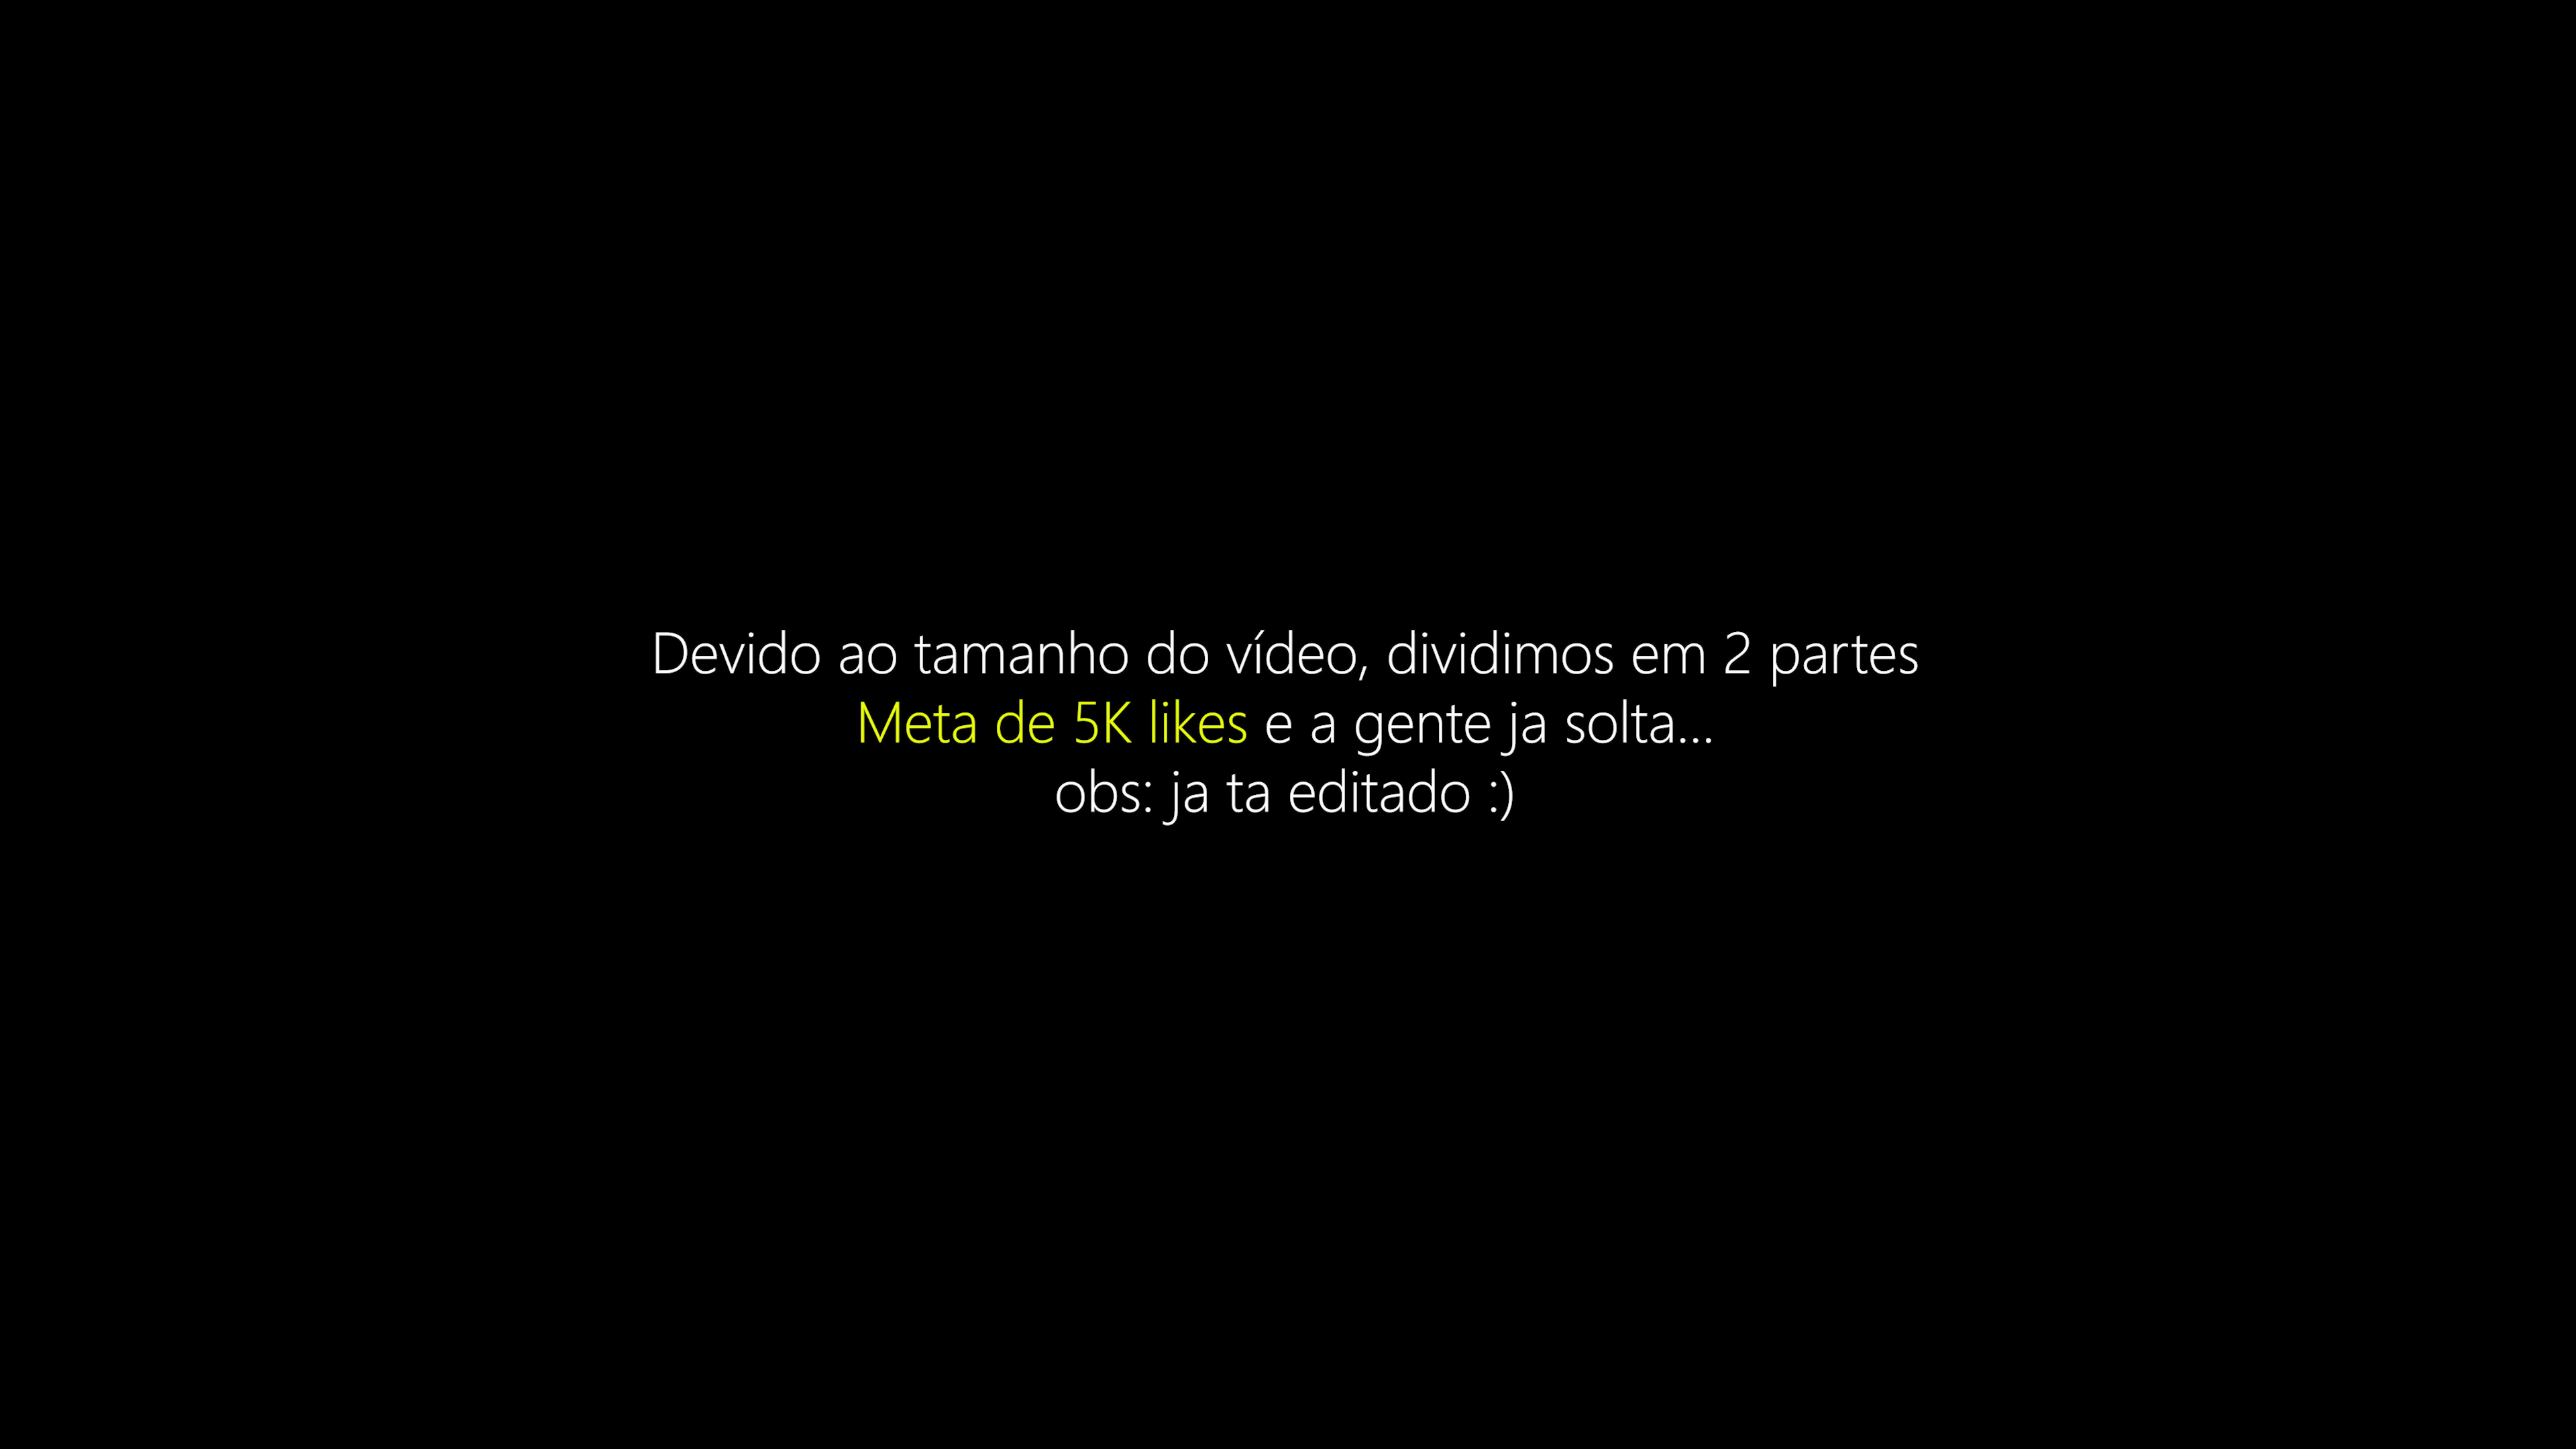 Devido ao tamanho do vídeo, dividimos em 2 partes
Meta de 5K likes e a gente ja solta...
obs: ja ta editado :)